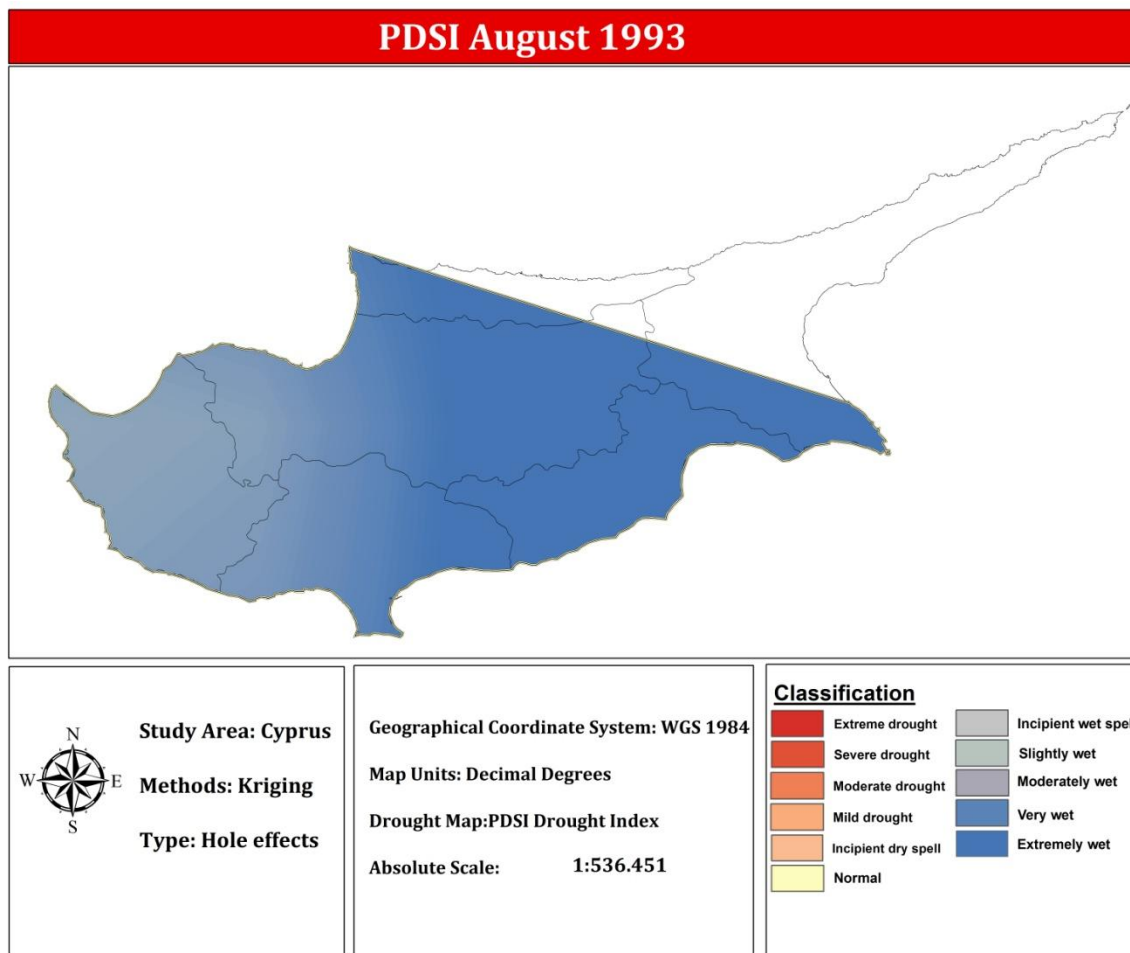 PDSI August 1993
N
W
E
S
Study Area: Cyprus
Methods: Kriging
Type: Hole effects
Geographical Coordinate System: WGS 1984
Map Units: Decimal Degrees
Drought Map:PDSI Drought Index
Absolute Scale: 1:536.451
Classification
Extreme drought
Severe drought
Moderate drought
Mild drought
Incipient dry spell
Normal
Incipient wet spel
Slightly wet
Moderately wet
Very wet
Extremely wet